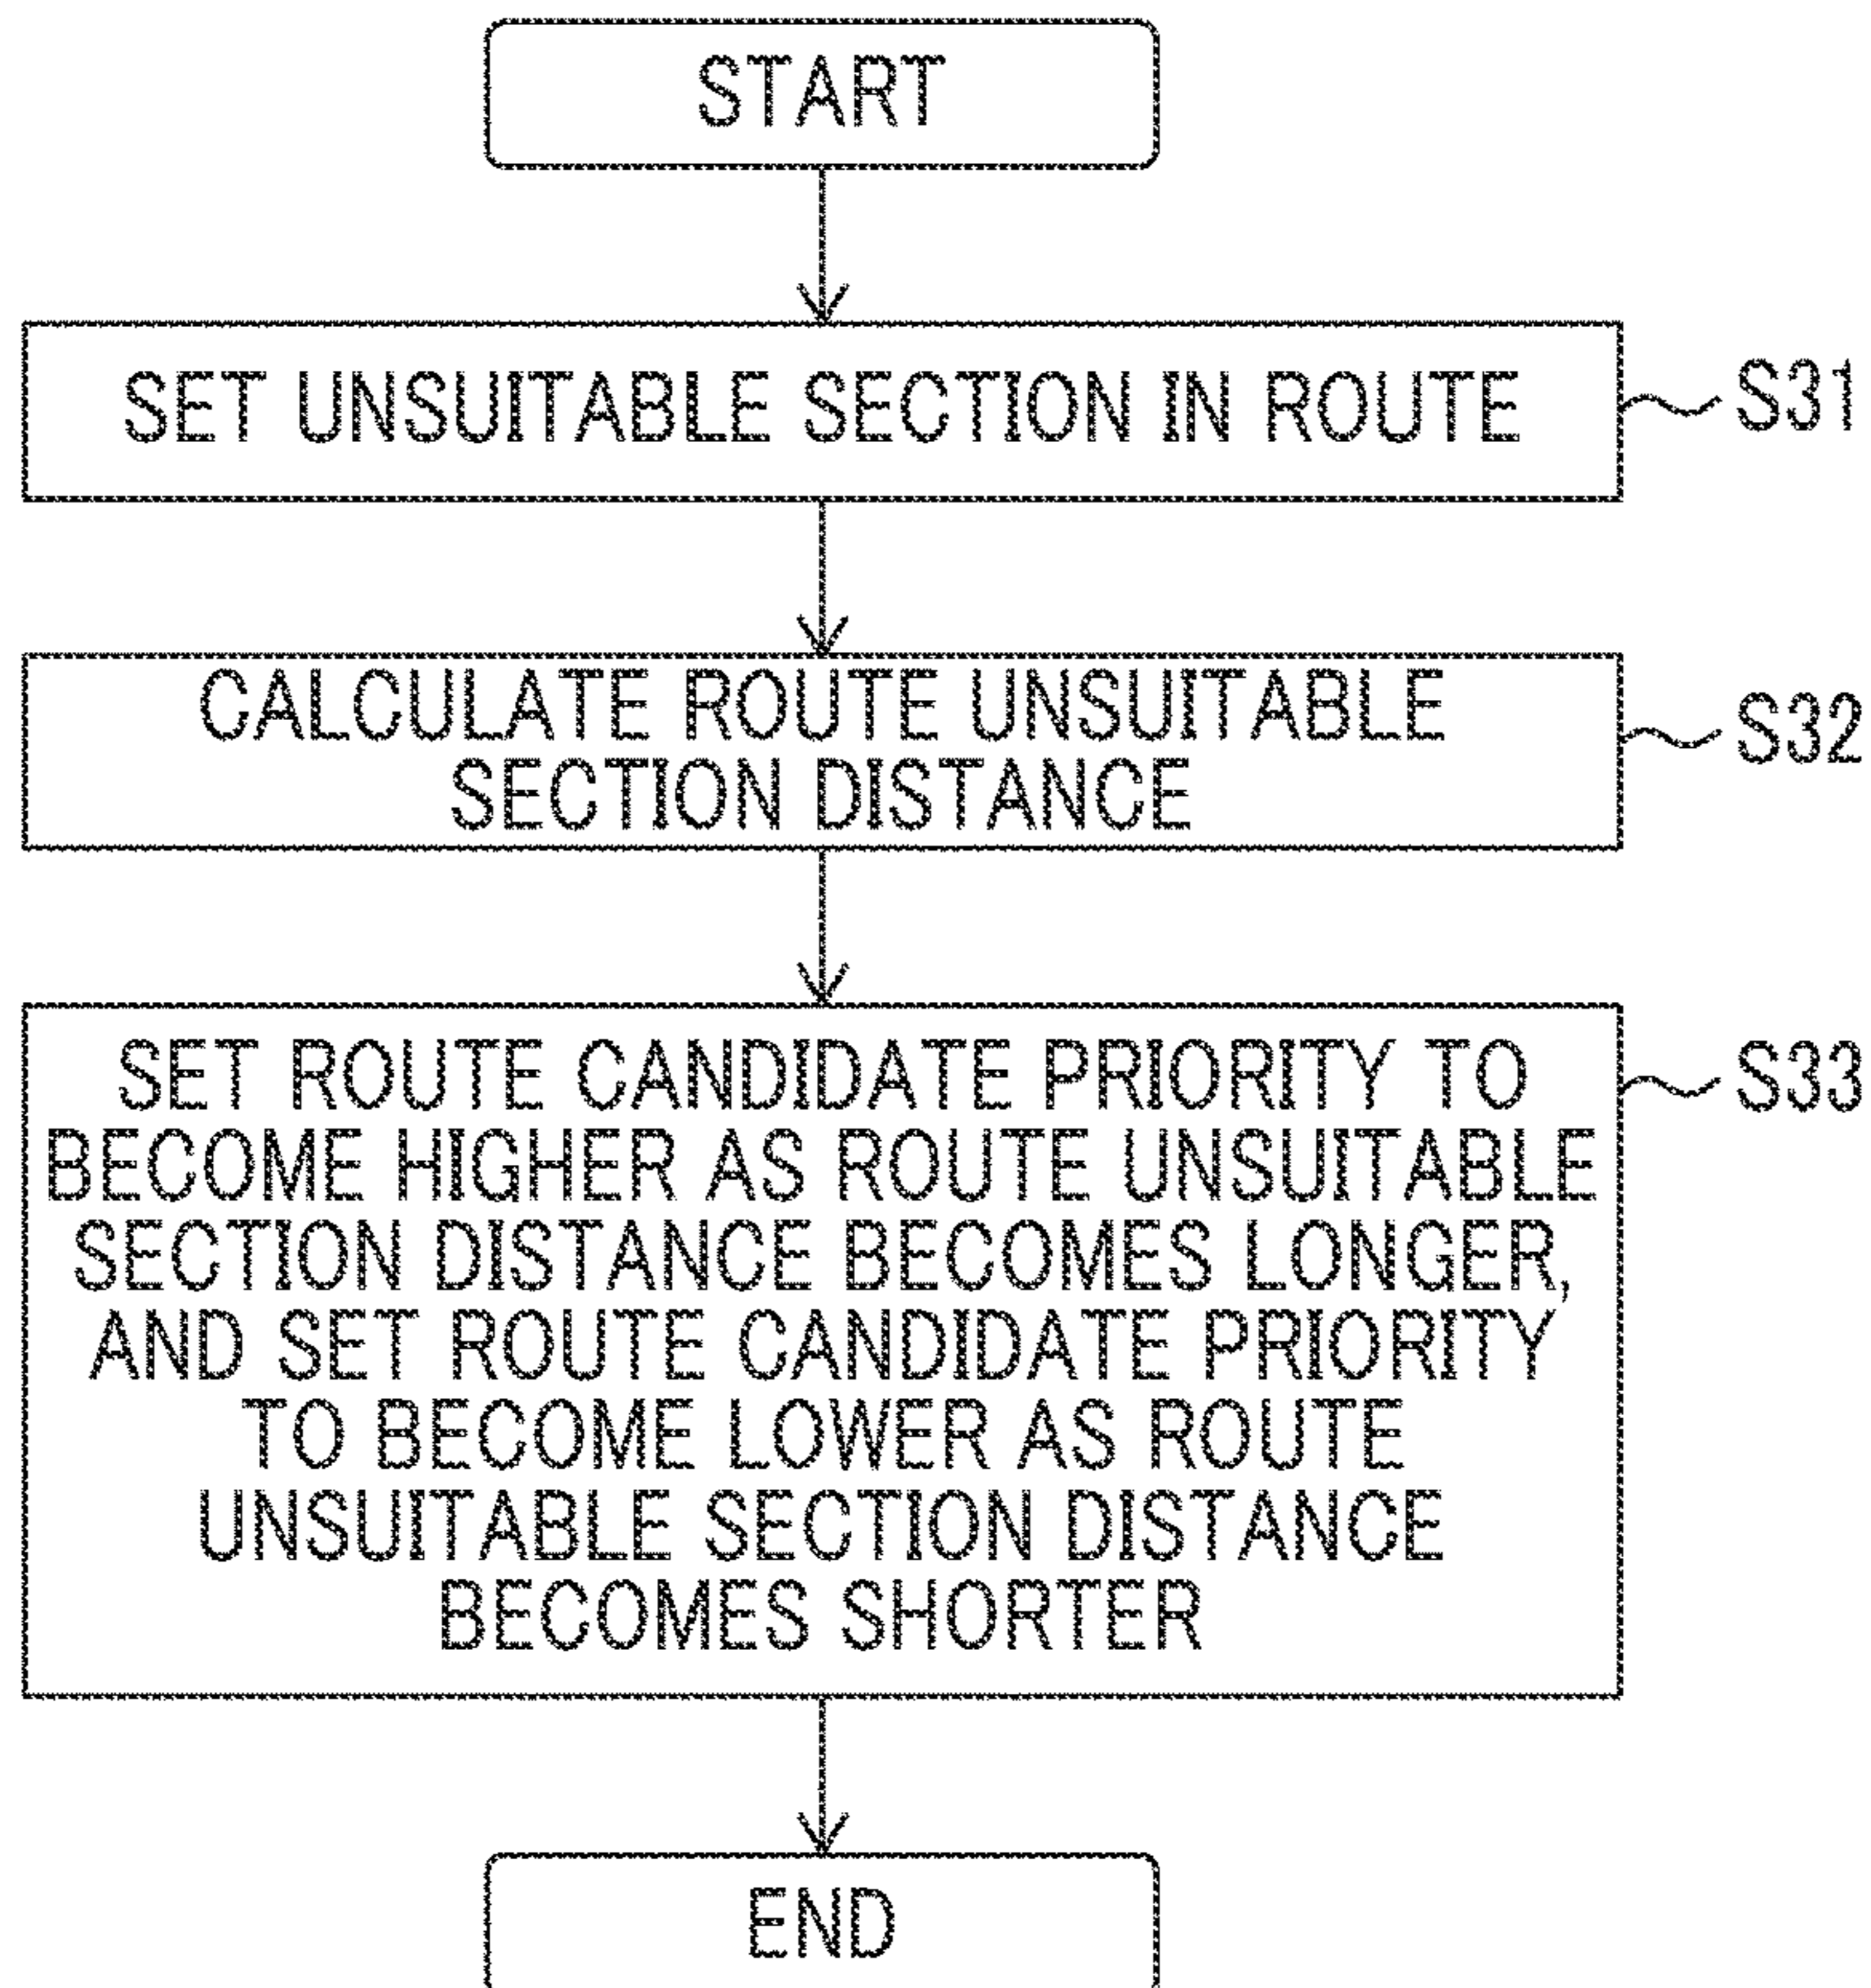 START
SET UNSUITABLE SECTION IN ROUTE
S31
CALCULATE ROUTE UNSUITABLE
SECTION DISTANCE
S32
SET ROUTE CANDIDATE PRIORITY TO
BECOME HIGHER AS ROUTE UNSUITABLE
SECTION DISTANCE BECOMES LONGER,
AND SET ROUTE CANDIDATE PRIORITY
TO BECOME LOWER AS ROUTE
UNSUITABLE SECTION DISTANCE
BECOMES SHORTER
S33
END